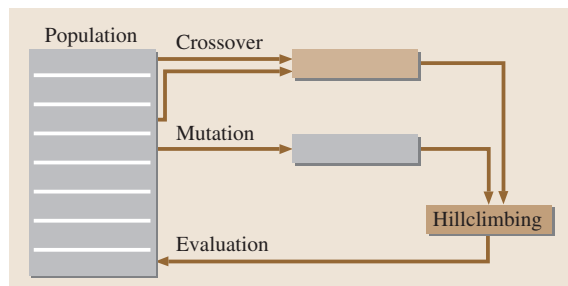 Population
Crossover
Mutation
Hillclimbing
Evaluation